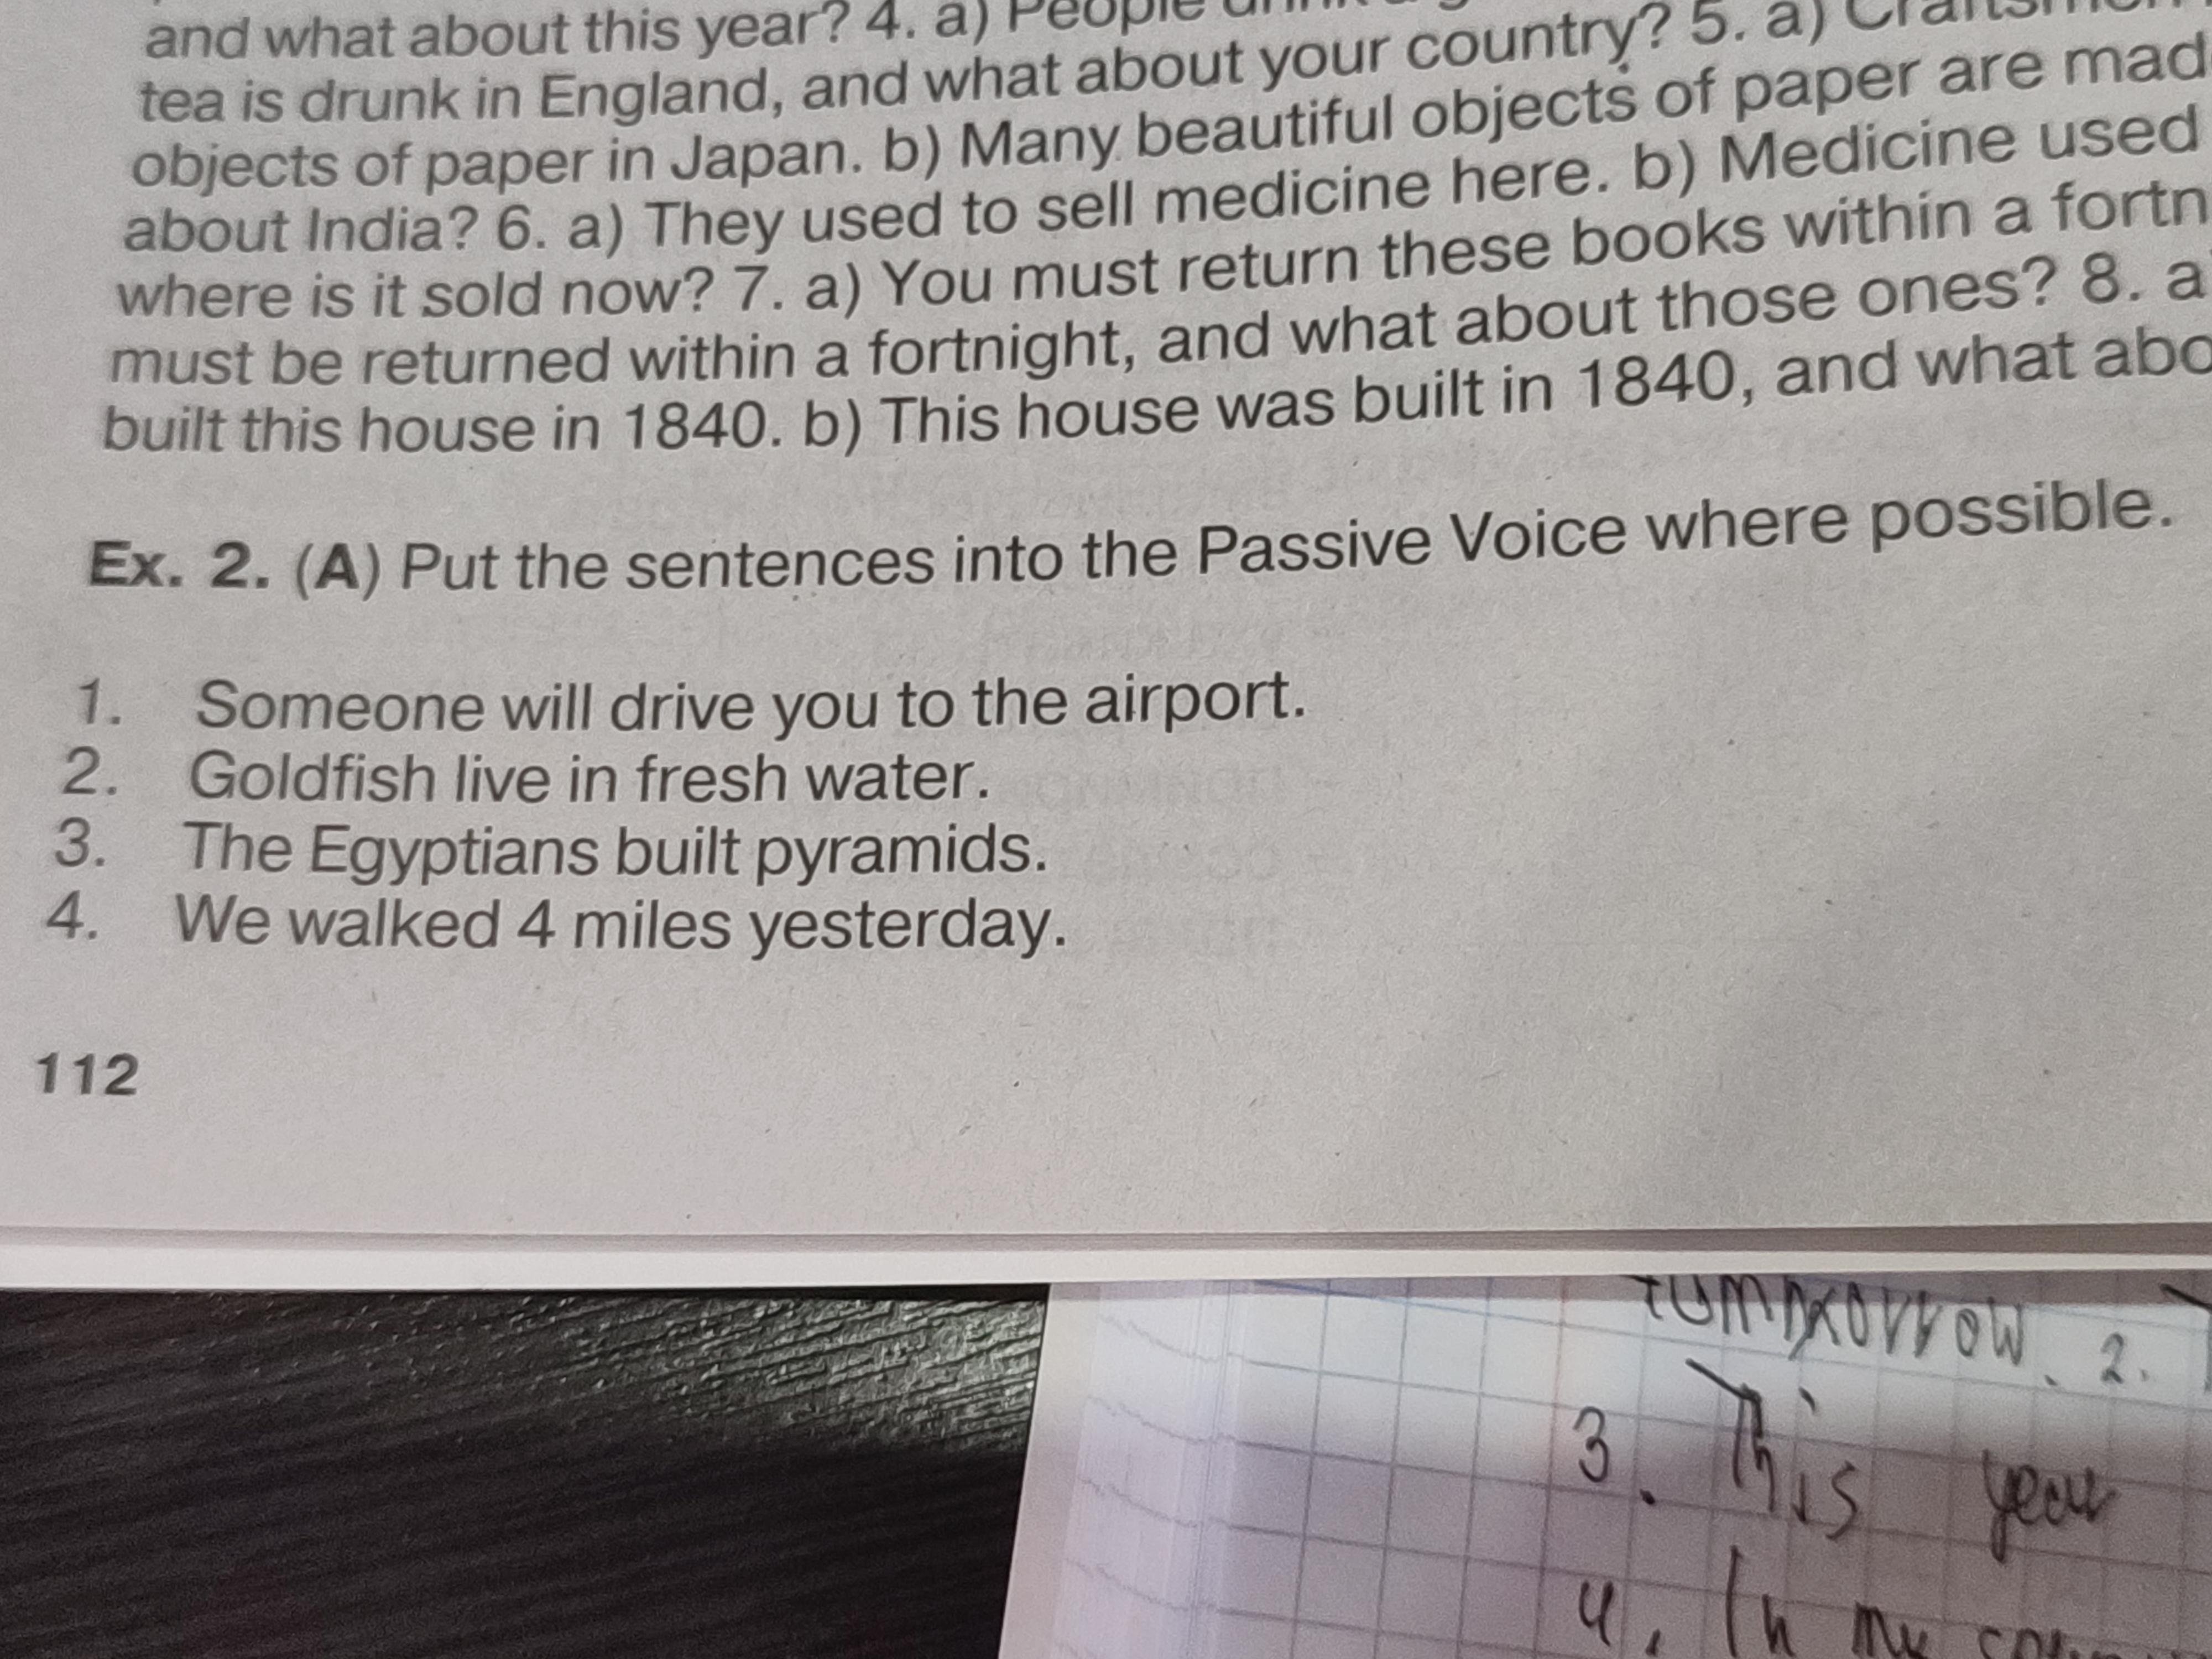 and what about this year? 4. a) People drink a
tea is drunk in England, and what about your country? 5. a) Craftsmen
objects of paper in Japan. b) Many beautiful objects of paper are mad
about India? 6. a) They used to sell medicine here. b) Medicine used
where is it sold now? 7. a) You must return these books within a fortn
must be returned within a fortnight, and what about those ones? 8. a
built this house in 1840. b) This house was built in 1840, and what abo
Ex. 2. (A) Put the sentences into the Passive Voice where possible.
1. Someone will drive you to the airport.
2. Goldfish live in fresh water.
3. The Egyptians built pyramids.
4. We walked 4 miles yesterday.
112
2.
3. This year
4. In my